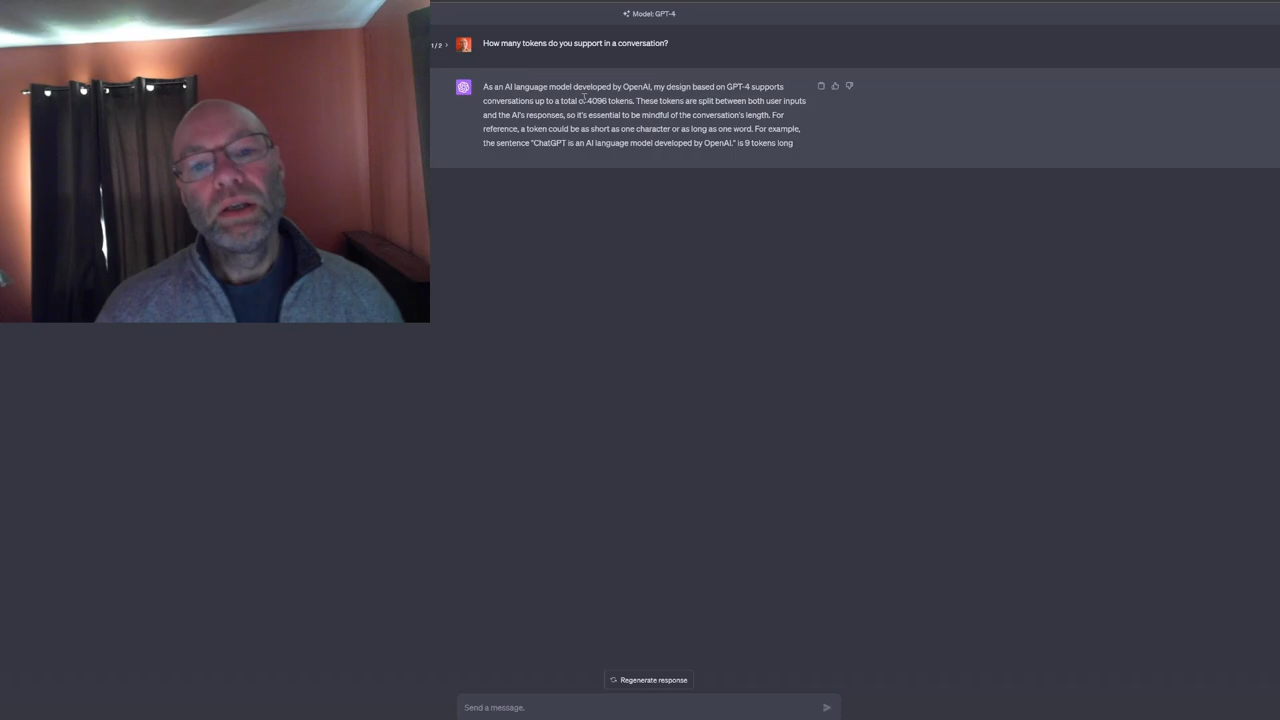 Model: GPT-4
1 / 2
How many tokens do you support in a conversation?
As an AI language model developed by OpenAI, my design based on GPT-4 supports
conversations up to a total of 4096 tokens. These tokens are split between both user inputs
and the AI's responses, so it's essential to be mindful of the conversation's length. For
reference, a token could be as short as one character or as long as one word. For example,
the sentence "ChatGPT is an AI language model developed by OpenAI." is 9 tokens long
Regenerate response
Send a message.